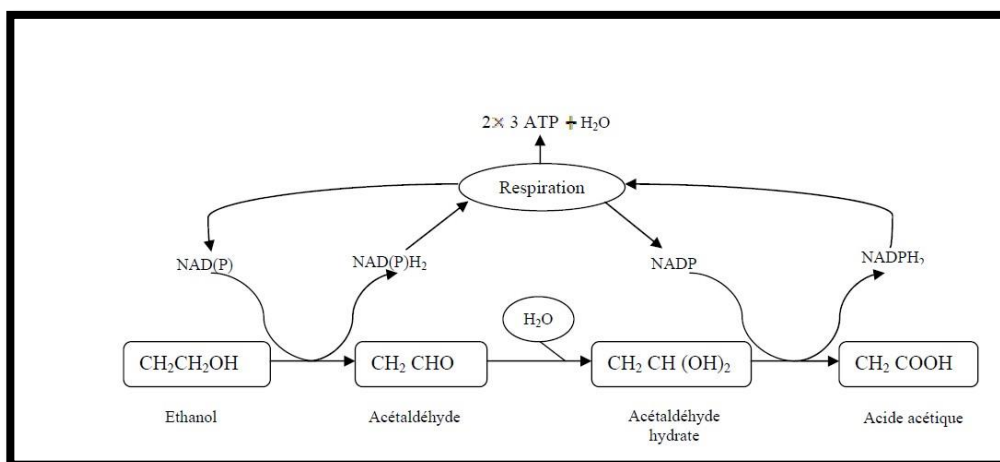 2× 3 ATP + H₂O
Respiration
NAD(P)
NAD(P)H₂
NADP
NADPH₂
H₂O
CH₂CH₂OH
CH₂ CHO
CH₂ CH (OH)₂
CH₂ COOH
Ethanol
Acétaldéhyde
Acétaldéhyde
hydrate
Acide acétique